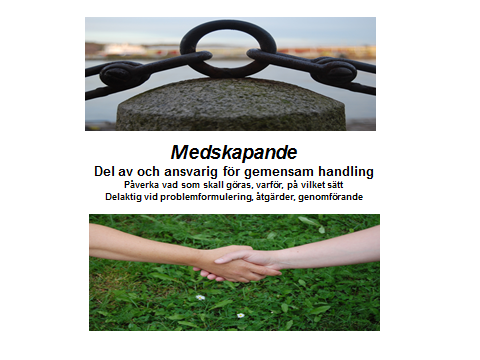 Medskapande
Del av och ansvarig för gemensam handling
Påverka vad som skall göras, varför, på vilket sätt
Delaktig vid problemformulering, åtgärder, genomförande